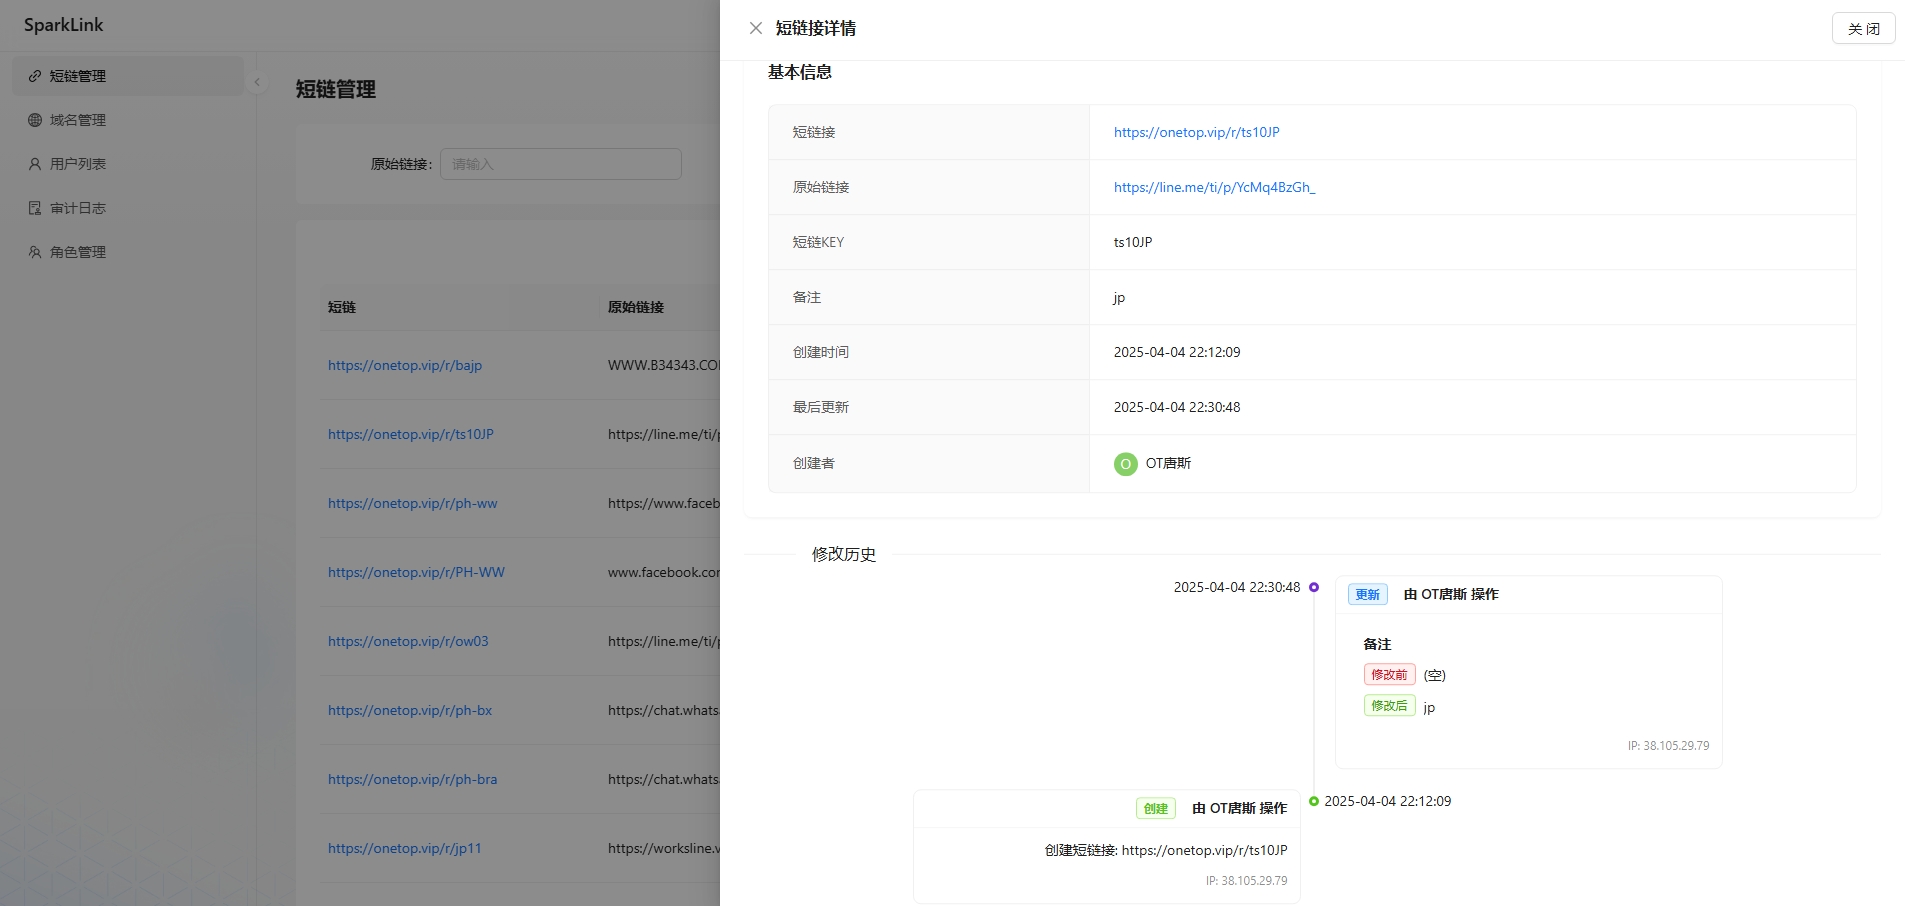 SparkLink
短链管理
域名管理
用户列表
审计日志
角色管理
短链管理
原始链接: 请输入
短链 原始链接
https://onetop.vip/r/bajp WWW.B34343.CO
https://onetop.vip/r/ts10JP https://line.me/ti/p
https://onetop.vip/r/ph-ww https://www.faceb
https://onetop.vip/r/PH-WW www.facebook.co
https://onetop.vip/r/ow03 https://line.me/ti/p
https://onetop.vip/r/ph-bx https://chat.whats
https://onetop.vip/r/ph-bra https://chat.whats
https://onetop.vip/r/jp11 https://worksline.v
短链接详情
关 闭
基本信息
短链接 https://onetop.vip/r/ts10JP
原始链接 https://line.me/ti/p/YcMq4BzGh_
短链KEY ts10JP
备注 jp
创建时间 2025-04-04 22:12:09
最后更新 2025-04-04 22:30:48
创建者 O OT唐斯
修改历史
2025-04-04 22:30:48
更新 由 OT唐斯 操作
备注
修改前 (空)
修改后 jp
IP: 38.105.29.79
2025-04-04 22:12:09
创建 由 OT唐斯 操作
创建短链接: https://onetop.vip/r/ts10JP
IP: 38.105.29.79